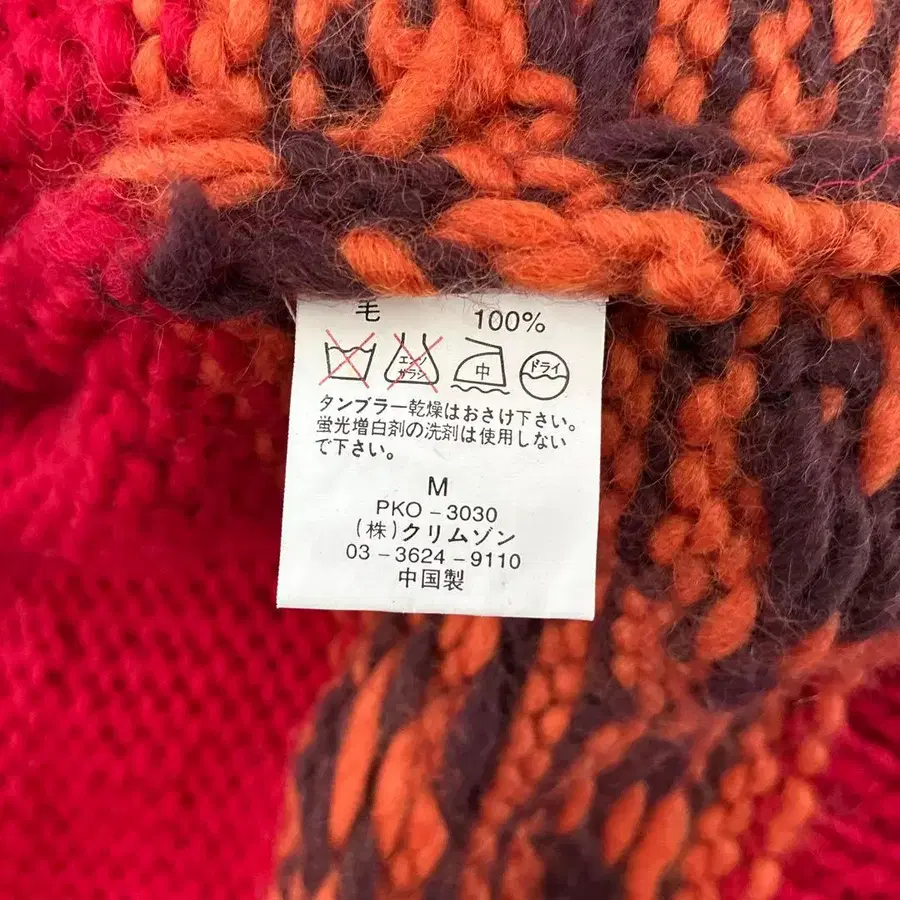 毛 100%
エンソ サラシ 中 ドライ
タンブラー乾燥はおさけ下さい。
蛍光増白剤の洗剤は使用しない
で下さい。
M
PKO-3030
(株)クリムゾン
03-3624-9110
中国製